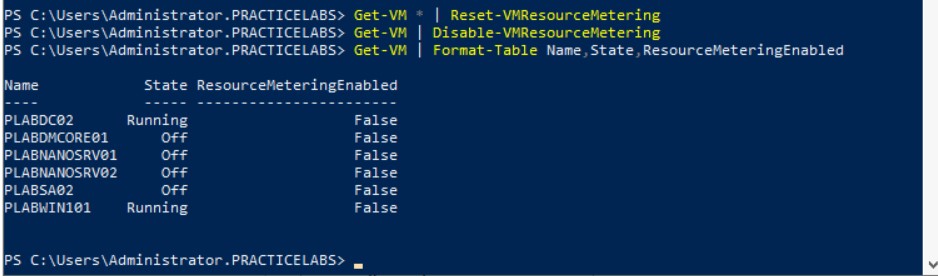 PS C:\Users\Administrator.PRACTICELABS> Get-VM * | Reset-VMResourceMetering
PS C:\Users\Administrator.PRACTICELABS> Get-VM | Disable-VMResourceMetering
PS C:\Users\Administrator.PRACTICELABS> Get-VM | Format-Table Name,State,ResourceMeteringEnabled
Name State ResourceMeteringEnabled
---- ----- -----------------------
PLABDC02 Running False
PLABDMCORE01 Off False
PLABNANOSRV01 Off False
PLABNANOSRV02 Off False
PLABSA02 Off False
PLABWIN101 Running False
PS C:\Users\Administrator.PRACTICELABS>